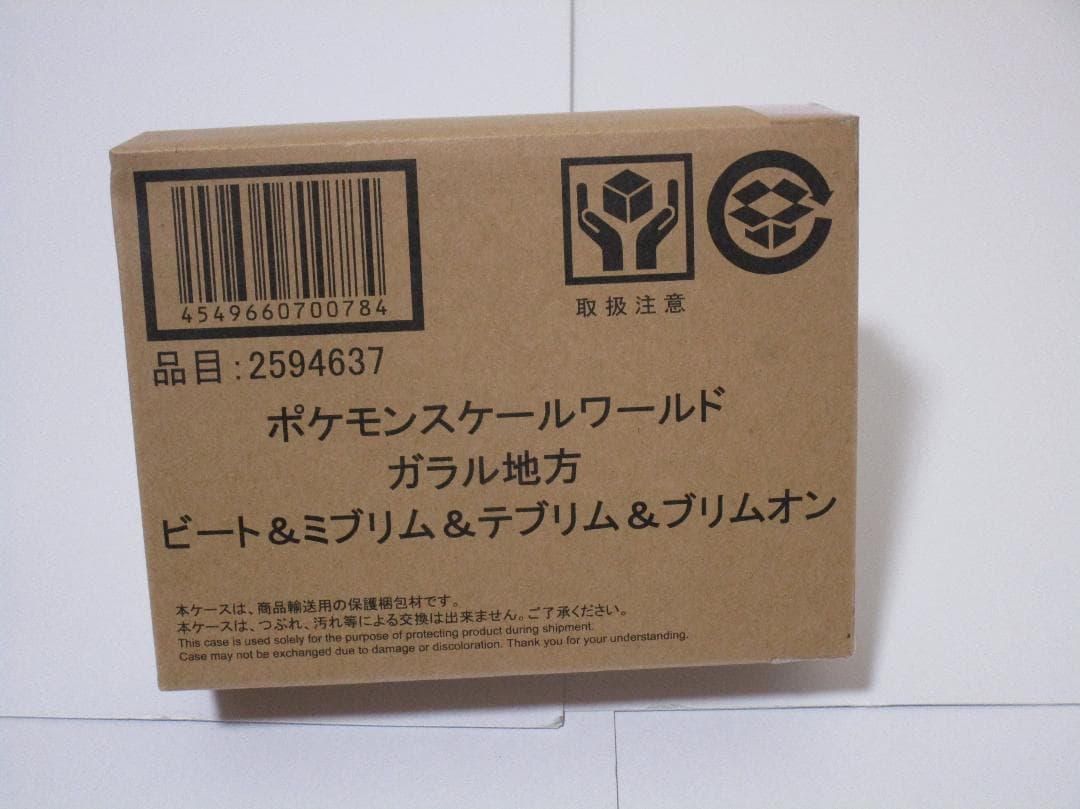 4549660700784
取扱注意
品目:2594637
ポケモンスケールワールド
ガラル地方
ビート&ミブリム&テブリム&ブリムオン
本ケースは、商品輸送用の保護梱包材です。
本ケースは、つぶれ、汚れ等による交換は出来ません。ご了承ください。
This case is used solely for the purpose of protecting product during shipment.
Case may not be exchanged due to damage or discoloration. Thank you for your understanding.